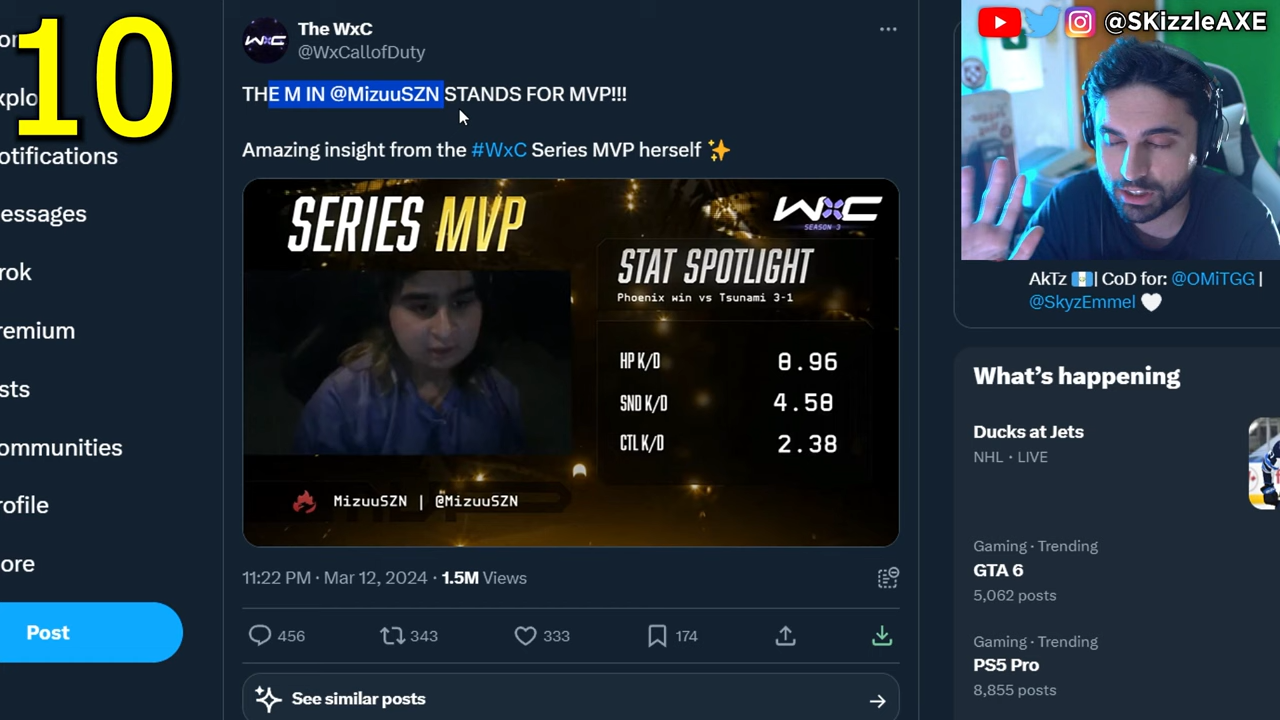 10
@SKizzleAXE
The WxC
@WxCallofDuty
THE M IN @MizuuSZN STANDS FOR MVP!!!
Amazing insight from the #WxC Series MVP herself ✨
SERIES MVP
WXC
SEASON 3
STAT SPOTLIGHT
Phoenix win vs Tsunami 3-1
HP K/D 8.96
SND K/D 4.58
CTL K/D 2.38
MizuuSZN | @MizuuSZN
11:22 PM · Mar 12, 2024 · 1.5M Views
456 343 333 174
See similar posts
xplo
otifications
essages
rok
remium
sts
ommunities
rofile
ore
Post
AkTz 🇬🇹| CoD for: @OMiTGG |
@SkyzEmmel 🤍
What's happening
Ducks at Jets
NHL · LIVE
Gaming · Trending
GTA 6
5,062 posts
Gaming · Trending
PS5 Pro
8,855 posts